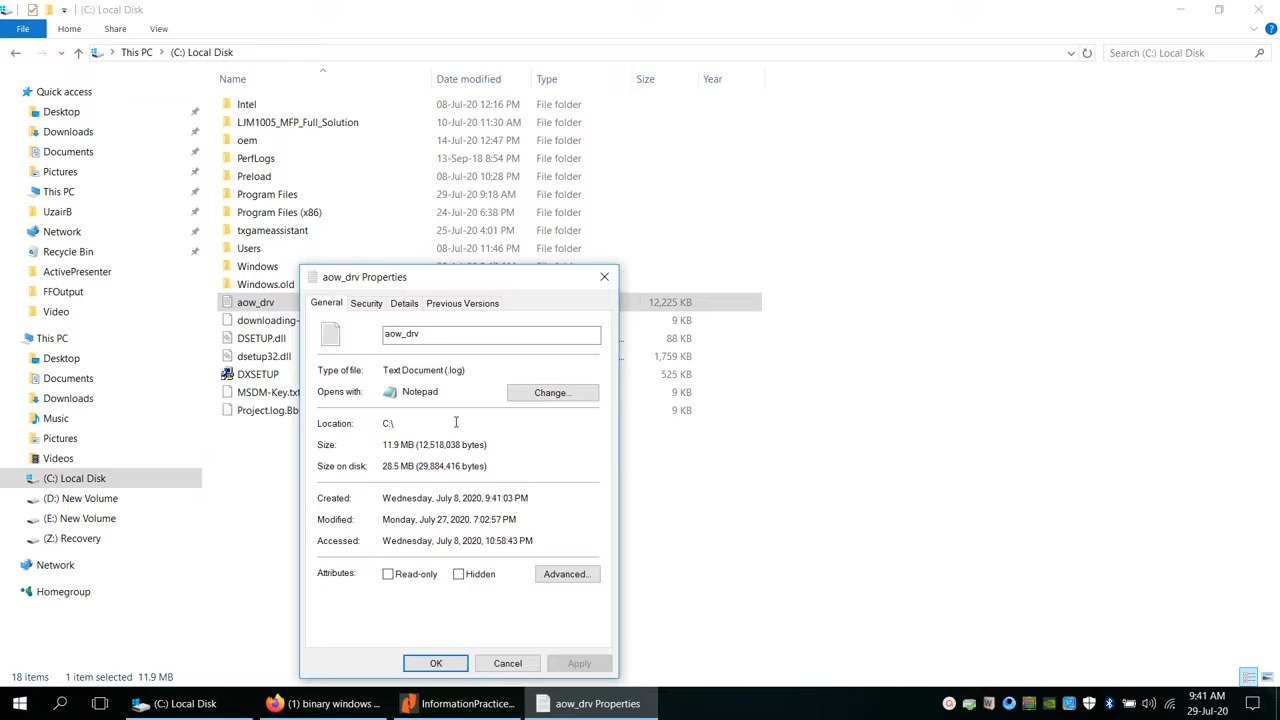 (C:) Local Disk
File Home Share View
This PC (C:) Local Disk
Search (C:) Local Disk
Name Date modified Type Size Year
Quick access
Desktop
Downloads
Documents
Pictures
This PC
UzairB
Network
Recycle Bin
ActivePresenter
FFOutput
Video
This PC
Desktop
Documents
Downloads
Music
Pictures
Videos
(C:) Local Disk
(D:) New Volume
(E:) New Volume
(Z:) Recovery
Network
Homegroup
Intel 08-Jul-20 12:16 PM File folder
LJM1005_MFP_Full_Solution 10-Jul-20 11:30 AM File folder
oem 14-Jul-20 12:47 PM File folder
PerfLogs 13-Sep-18 8:54 PM File folder
Preload 08-Jul-20 10:28 PM File folder
Program Files 29-Jul-20 9:18 AM File folder
Program Files (x86) 24-Jul-20 6:38 PM File folder
txgameassistant 25-Jul-20 4:01 PM File folder
Users 08-Jul-20 11:46 PM File folder
Windows
Windows.old
aow_drv 12,225 KB
downloading- 9 KB
DSETUP.dll 88 KB
dsetup32.dll 1,759 KB
DXSETUP 525 KB
MSDM-Key.txt 9 KB
Project.log.Bb 9 KB
aow_drv Properties
General Security Details Previous Versions
aow_drv
Type of file: Text Document (.log)
Opens with: Notepad Change...
Location: C:\
Size: 11.9 MB (12,518,038 bytes)
Size on disk: 28.5 MB (29,884,416 bytes)
Created: Wednesday, July 8, 2020, 9:41:03 PM
Modified: Monday, July 27, 2020, 7:02:57 PM
Accessed: Wednesday, July 8, 2020, 10:58:43 PM
Attributes: Read-only Hidden Advanced...
OK Cancel Apply
18 items 1 item selected 11.9 MB
(C:) Local Disk (1) binary windows ... InformationPractice... aow_drv Properties
9:41 AM
29-Jul-20